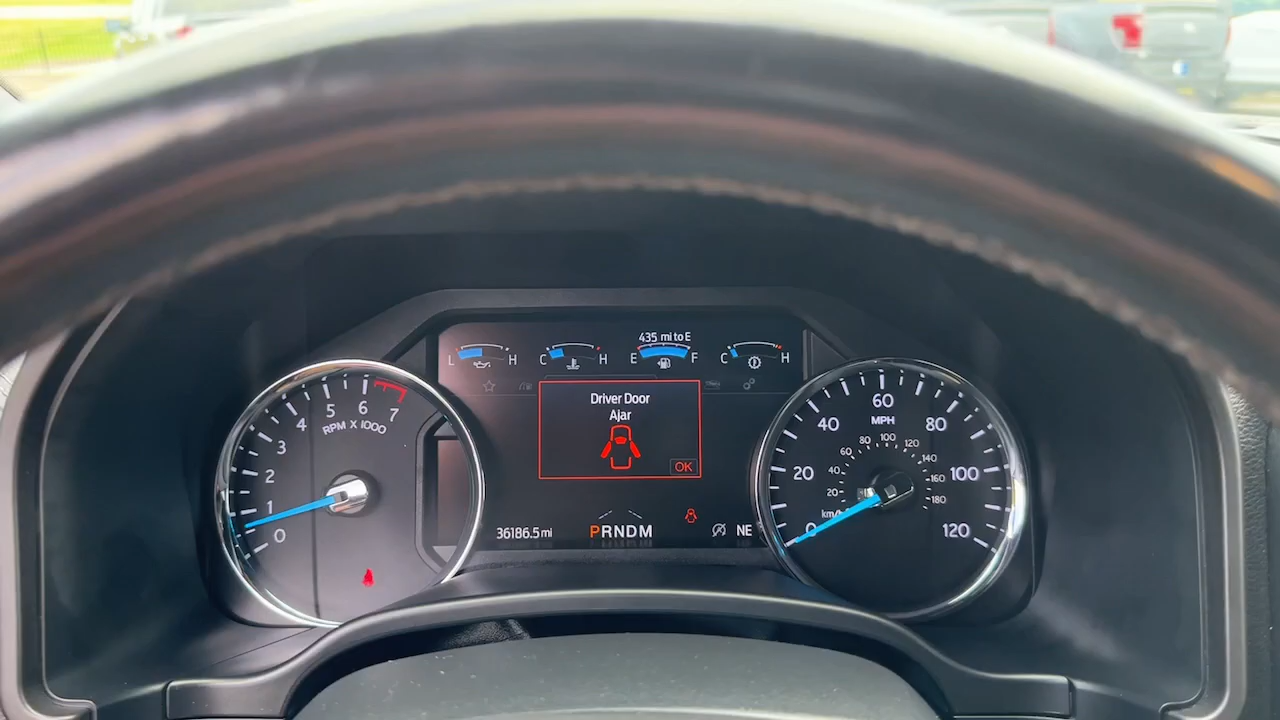 435 mi to E
L H C H E F C H
Driver Door
Ajar
OK
36186.5 mi
PRNDM
NE
0 1 2 3 4 5 6 7
RPM X 1000
0 20 40 60 80 100 120
MPH
20 40 60 80 100 120 140 160 180
km/h